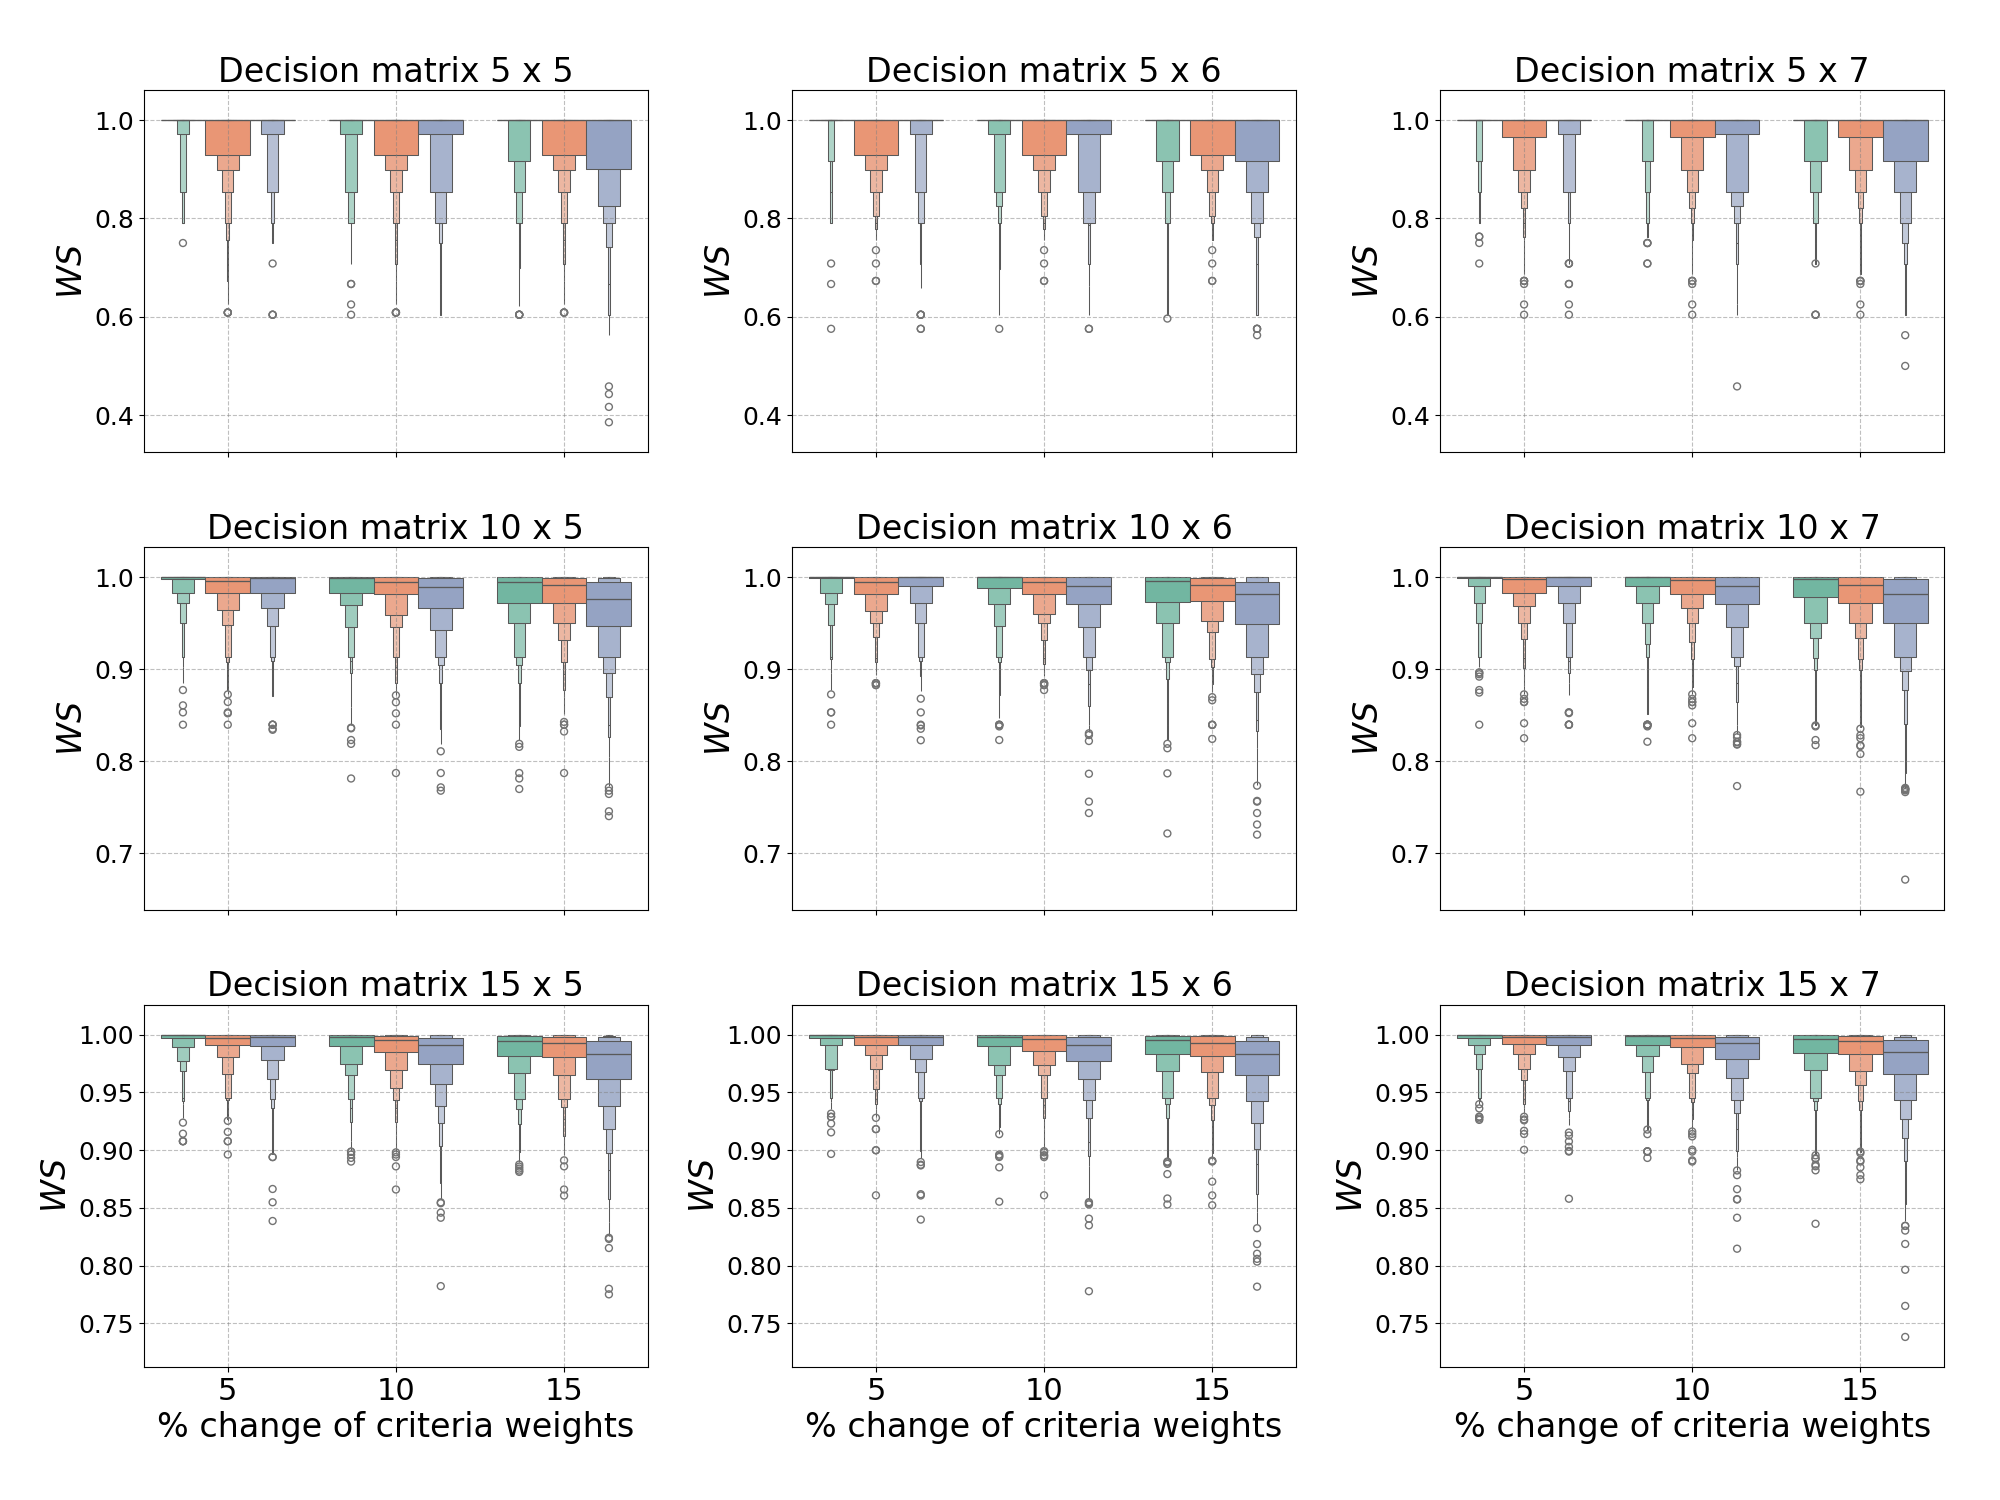 Decision matrix 5 x 5
Decision matrix 5 x 6
Decision matrix 5 x 7
1.0
0.8
0.6
0.4
WS
1.0
0.8
0.6
0.4
WS
1.0
0.8
0.6
0.4
WS
Decision matrix 10 x 5
Decision matrix 10 x 6
Decision matrix 10 x 7
1.0
0.9
0.8
0.7
WS
1.0
0.9
0.8
0.7
WS
1.0
0.9
0.8
0.7
WS
Decision matrix 15 x 5
Decision matrix 15 x 6
Decision matrix 15 x 7
1.00
0.95
0.90
0.85
0.80
0.75
WS
1.00
0.95
0.90
0.85
0.80
0.75
WS
1.00
0.95
0.90
0.85
0.80
0.75
WS
5 10 15
5 10 15
5 10 15
% change of criteria weights
% change of criteria weights
% change of criteria weights